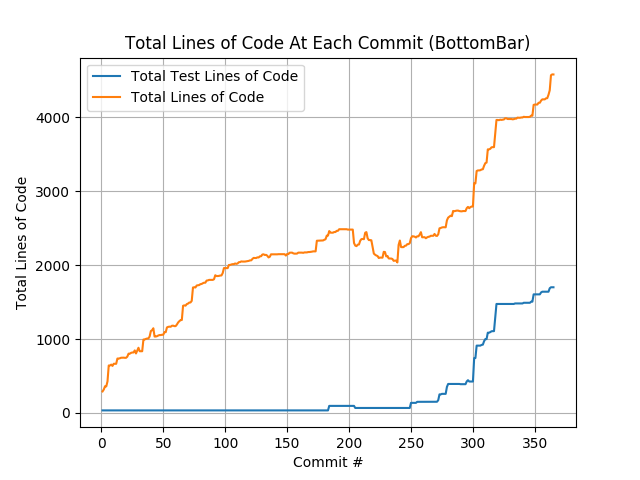 Total Lines of Code At Each Commit (BottomBar)
Total Test Lines of Code
Total Lines of Code
Total Lines of Code
4000
3000
2000
1000
0
0 50 100 150 200 250 300 350
Commit #